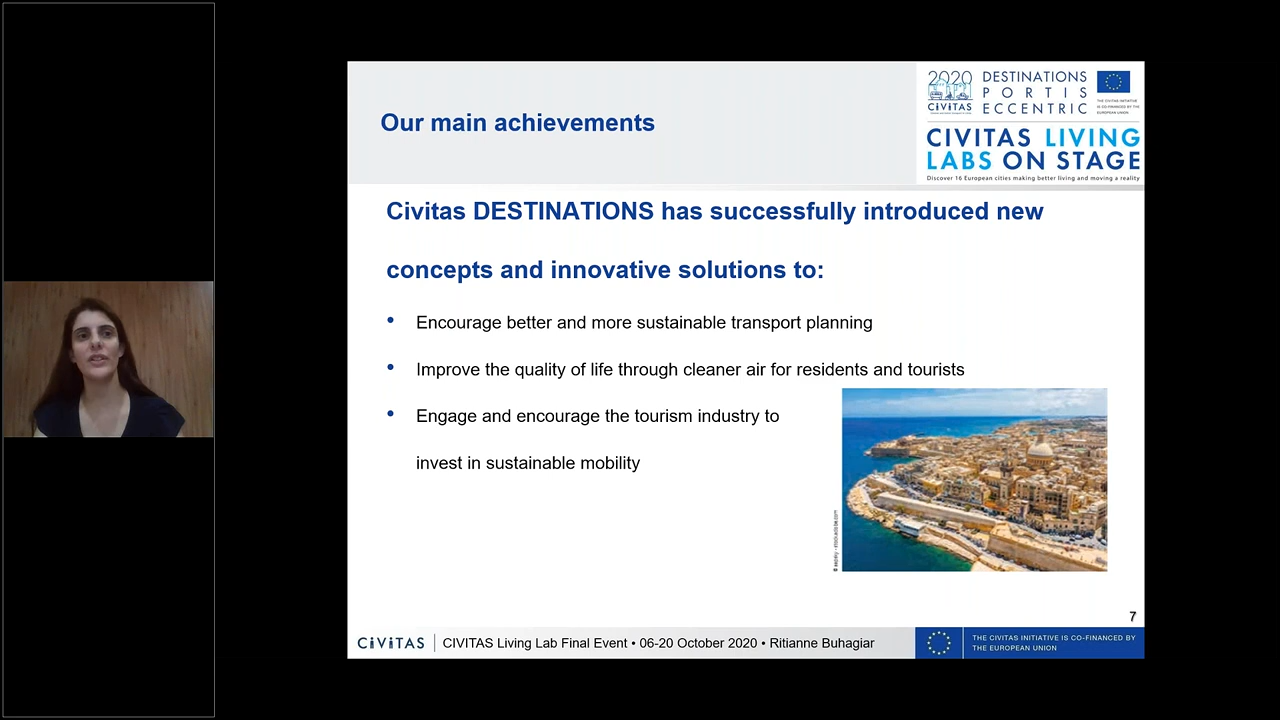 Our main achievements
2020
CIVITAS
DESTINATIONS
PORTIS
ECCENTRIC
THE CIVITAS INITIATIVE
IS CO-FINANCED BY THE
EUROPEAN UNION
CIVITAS LIVING
LABS ON STAGE
Discover 16 European cities making better living and moving a reality
Civitas DESTINATIONS has successfully introduced new
concepts and innovative solutions to:
• Encourage better and more sustainable transport planning
• Improve the quality of life through cleaner air for residents and tourists
• Engage and encourage the tourism industry to
invest in sustainable mobility
7
CIVITAS
CIVITAS Living Lab Final Event • 06-20 October 2020 • Ritianne Buhagiar
THE CIVITAS INITIATIVE IS CO-FINANCED BY
THE EUROPEAN UNION